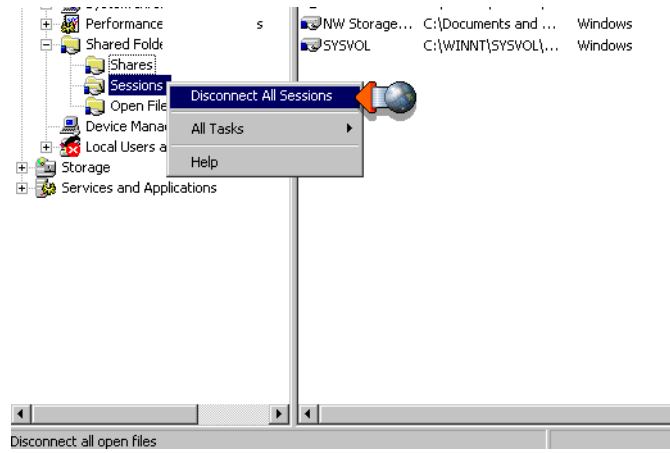 Performance s
Shared Folde
Shares
Sessions
Open File
Device Mana
Local Users a
Storage
Services and Applications
Disconnect All Sessions
All Tasks
Help
NW Storage... C:\Documents and ... Windows
SYSVOL C:\WINNT\SYSVOL\... Windows
Disconnect all open files